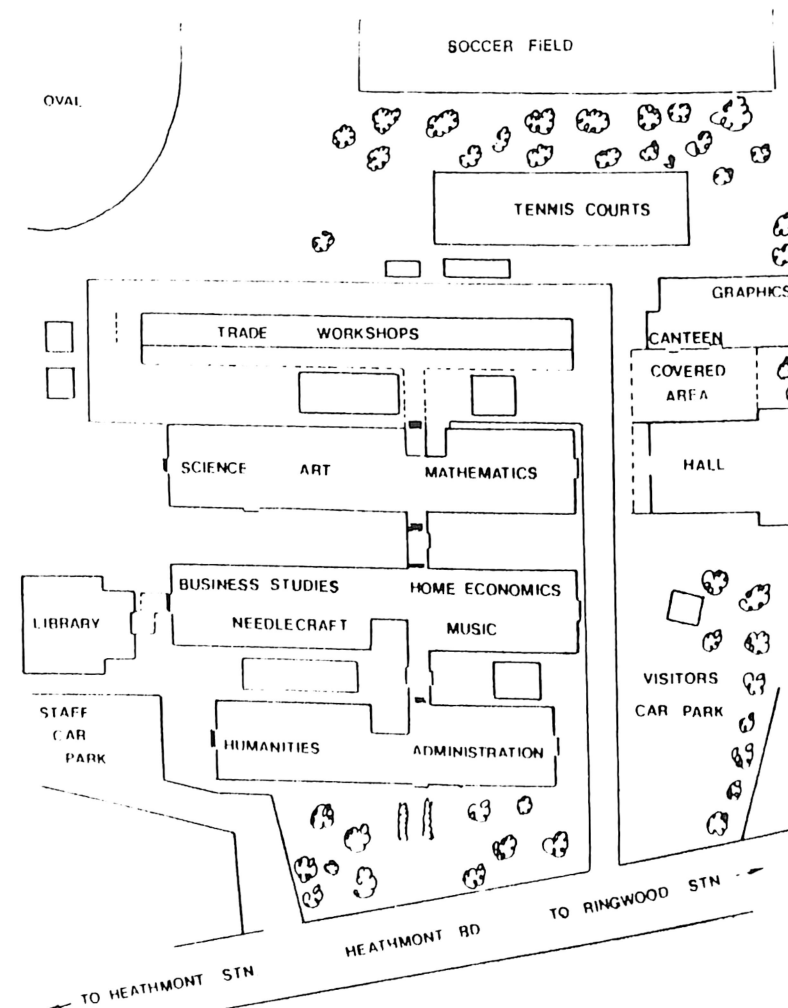 SOCCER FIELD
OVAL
TENNIS COURTS
GRAPHICS
TRADE WORKSHOPS
CANTEEN
COVERED
AREA
SCIENCE ART MATHEMATICS
HALL
BUSINESS STUDIES HOME ECONOMICS
LIBRARY
NEEDLECRAFT MUSIC
VISITORS
CAR PARK
STAFF
CAR
PARK
HUMANITIES ADMINISTRATION
TO RINGWOOD STN
HEATHMONT RD
TO HEATHMONT STN